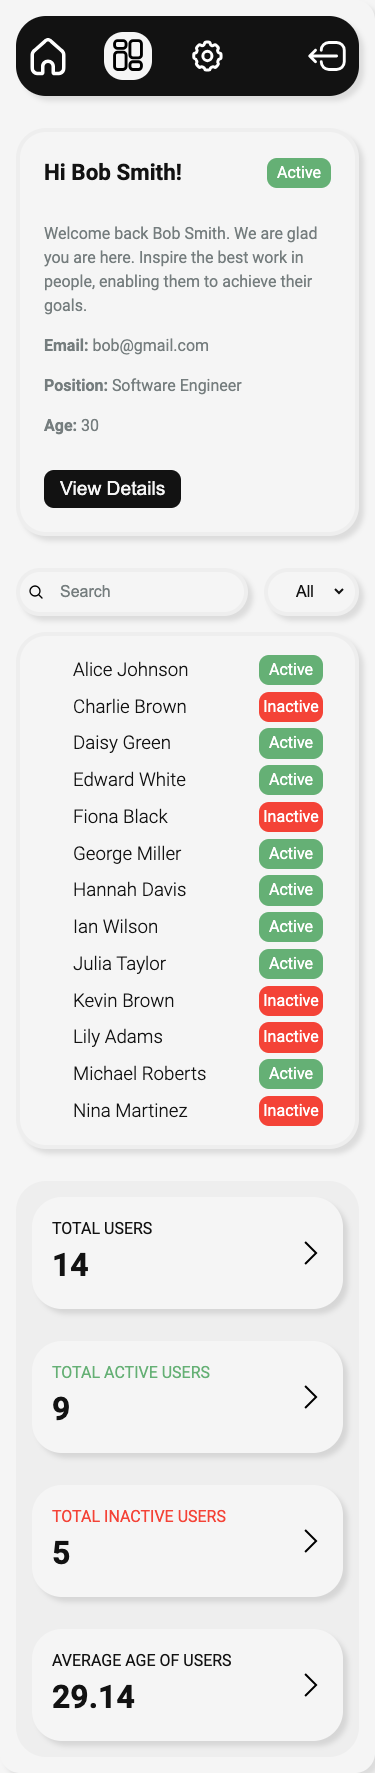 Hi Bob Smith!
Active
Welcome back Bob Smith. We are glad
you are here. Inspire the best work in
people, enabling them to achieve their
goals.
Email: bob@gmail.com
Position: Software Engineer
Age: 30
View Details
Search
All
Alice Johnson Active
Charlie Brown Inactive
Daisy Green Active
Edward White Active
Fiona Black Inactive
George Miller Active
Hannah Davis Active
Ian Wilson Active
Julia Taylor Active
Kevin Brown Inactive
Lily Adams Inactive
Michael Roberts Active
Nina Martinez Inactive
TOTAL USERS
14
TOTAL ACTIVE USERS
9
TOTAL INACTIVE USERS
5
AVERAGE AGE OF USERS
29.14